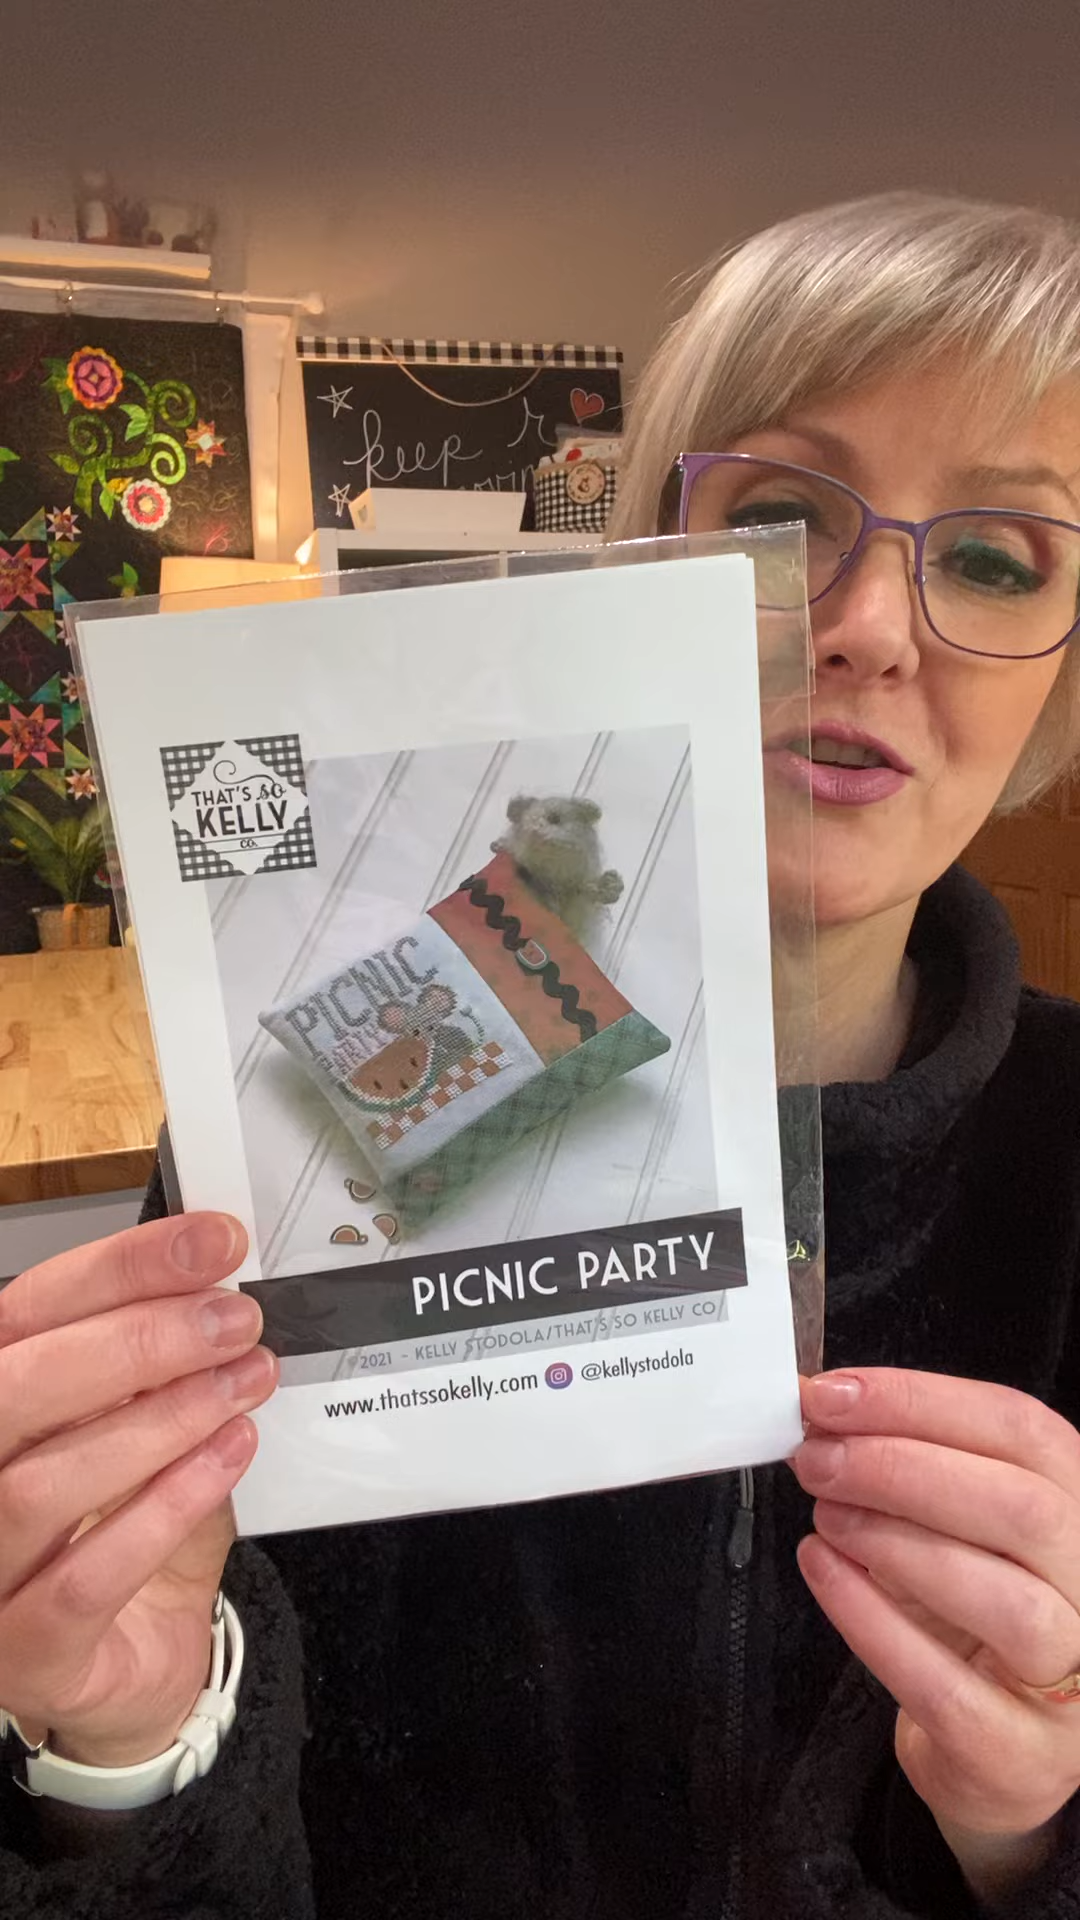 keep
THAT'S so
KELLY
co.
PICNIC
PARTY
PICNIC PARTY
2021 - KELLY STODOLA/THAT'S SO KELLY CO
www.thatssokelly.com @kellystodola